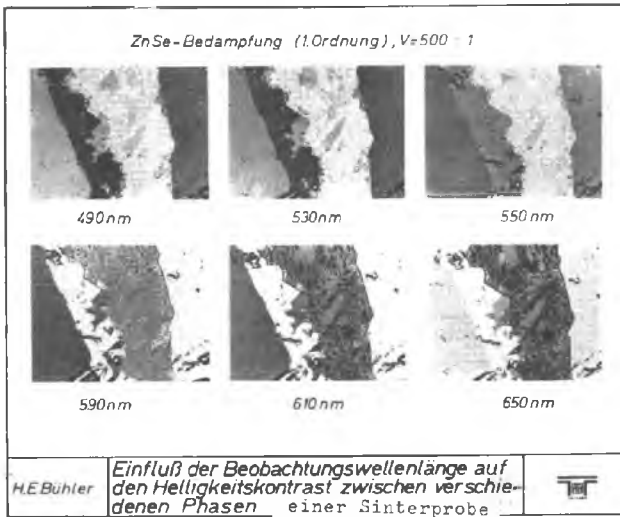 ZnSe-Bedampfung (1.Ordnung), V=500 : 1
490nm
530nm
550nm
590nm
610nm
650nm
H.E.Bühler
Einfluß der Beobachtungswellenlänge auf
den Helligkeitskontrast zwischen verschie-
denen Phasen einer Sinterprobe